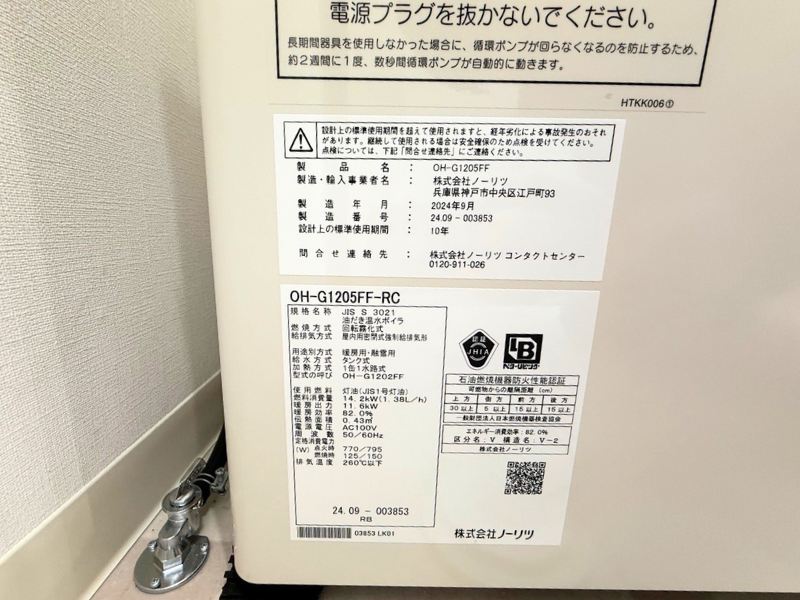 電源プラグを抜かないでください。
長期間器具を使用しなかった場合に、循環ポンプが回らなくなるのを防止するため、
約2週間に1度、数秒間循環ポンプが自動的に動きます。
HTKK006①
設計上の標準使用期間を超えて使用されますと、経年劣化による事故発生のおそれ
があります。継続して使用される場合は安全確保のため点検を受けてください。
点検については、下記「問合せ連絡先」にご連絡ください。
製品名 : OH-G1205FF
製造・輸入事業者名 : 株式会社ノーリツ
兵庫県神戸市中央区江戸町93
製造年月 : 2024年9月
製造番号 : 24.09-003853
設計上の標準使用期間 : 10年
問合せ連絡先 : 株式会社ノーリツ コンタクトセンター
0120-911-026
OH-G1205FF-RC
規格名称 JIS S 3021
油だき温水ボイラ
燃焼方式 回転霧化式
給排気方式 屋内用密閉式強制給排気形
用途別方式 暖房用・融雪用
給水方式 タンク式
加熱方式 1缶1水路式
型式の呼び OH-G1202FF
使用燃料 灯油(JIS1号灯油)
燃料消費量 14.2kW(1.38L/h)
暖房出力 11.6kW
暖房効率 82.0%
伝熱面積 0.43㎡
電源電圧 AC100V
周波数 50/60Hz
定格消費電力
(W) 点火時 770/795
燃焼時 125/150
排気温度 260℃以下
24.09-003853
RB
03853 LK01
認証
JHIA
BL
ベターリビング
石油燃焼機器防火性能認証
可燃物からの離隔距離 (cm)
上方 側方 前方 後方
30以上 5以上 15以上 15以上
一般財団法人日本燃焼機器検査協会
エネルギー消費効率: 82.0%
区分名: V 構造名: V-2
株式会社ノーリツ
株式会社ノーリツ